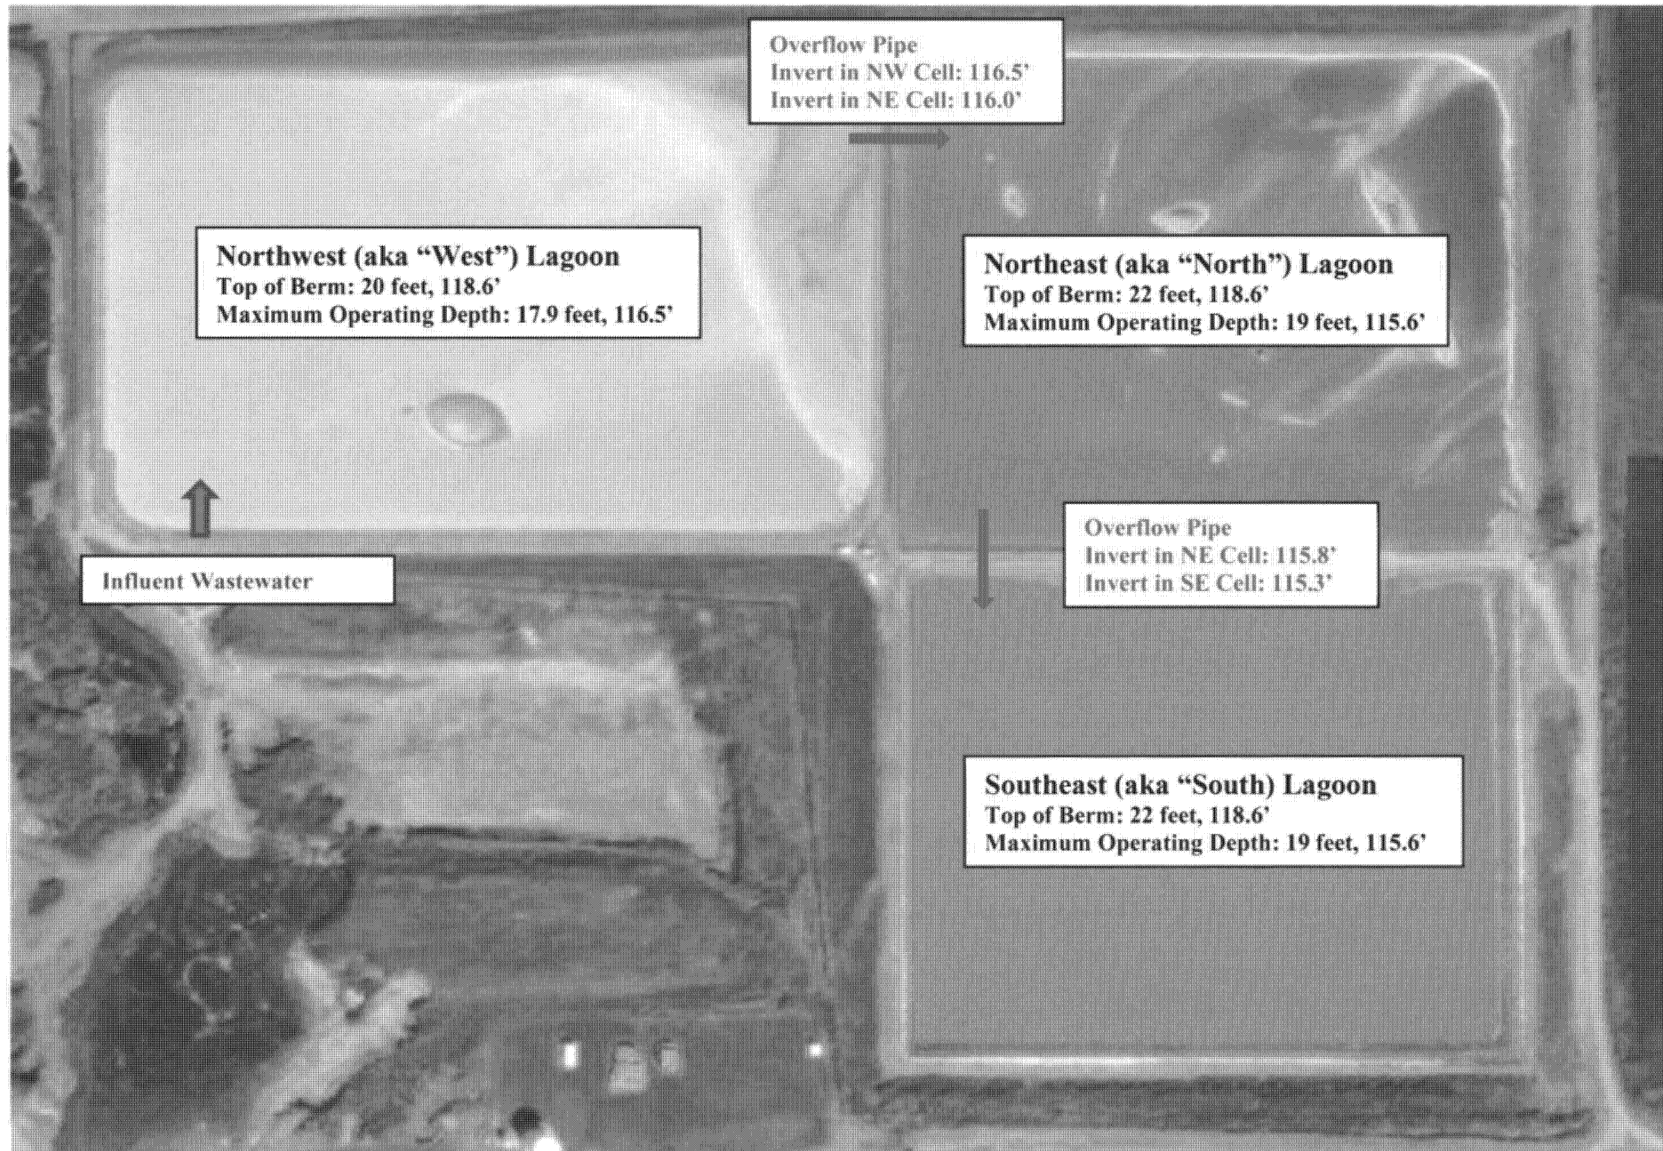 Overflow Pipe
Invert in NW Cell: 116.5’
Invert in NE Cell: 116.0’
Northwest (aka “West”) Lagoon
Top of Berm: 20 feet, 118.6’
Maximum Operating Depth: 17.9 feet, 116.5’
Northeast (aka “North”) Lagoon
Top of Berm: 22 feet, 118.6’
Maximum Operating Depth: 19 feet, 115.6’
Overflow Pipe
Invert in NE Cell: 115.8’
Invert in SE Cell: 115.3’
Influent Wastewater
Southeast (aka “South) Lagoon
Top of Berm: 22 feet, 118.6’
Maximum Operating Depth: 19 feet, 115.6’